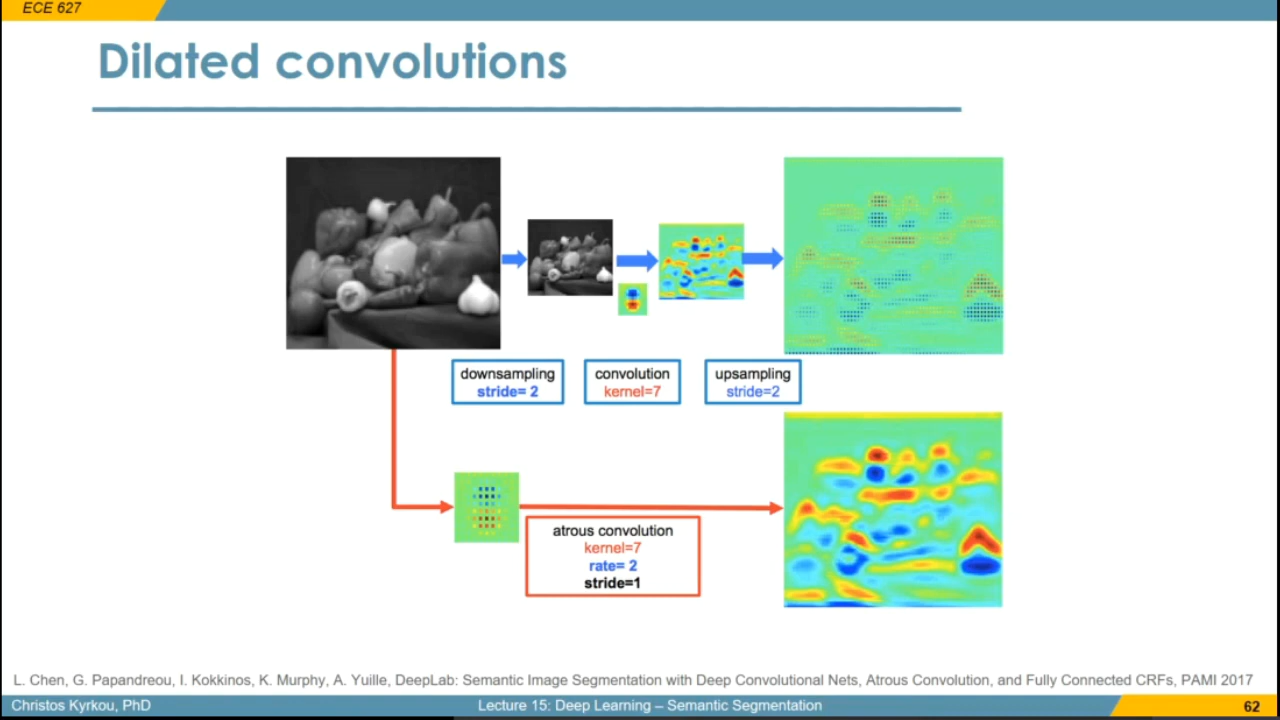 ECE 627
Dilated convolutions
downsampling
stride= 2
convolution
kernel=7
upsampling
stride=2
atrous convolution
kernel=7
rate= 2
stride=1
L. Chen, G. Papandreou, I. Kokkinos, K. Murphy, A. Yuille, DeepLab: Semantic Image Segmentation with Deep Convolutional Nets, Atrous Convolution, and Fully Connected CRFs, PAMI 2017
Christos Kyrkou, PhD
Lecture 15: Deep Learning – Semantic Segmentation
62